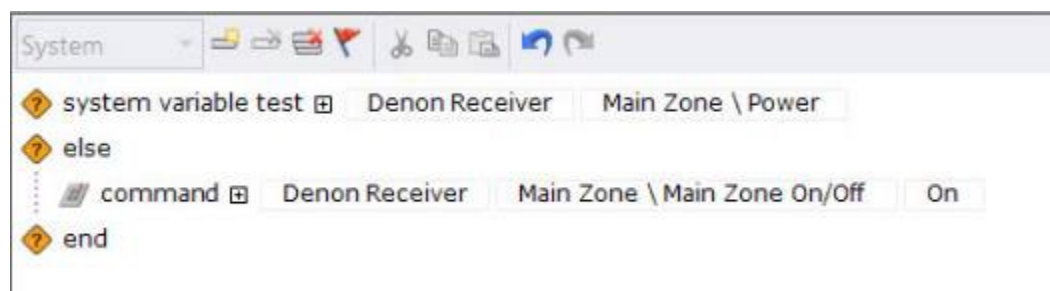 System
system variable test Denon Receiver Main Zone \ Power
else
command Denon Receiver Main Zone \ Main Zone On/Off On
end